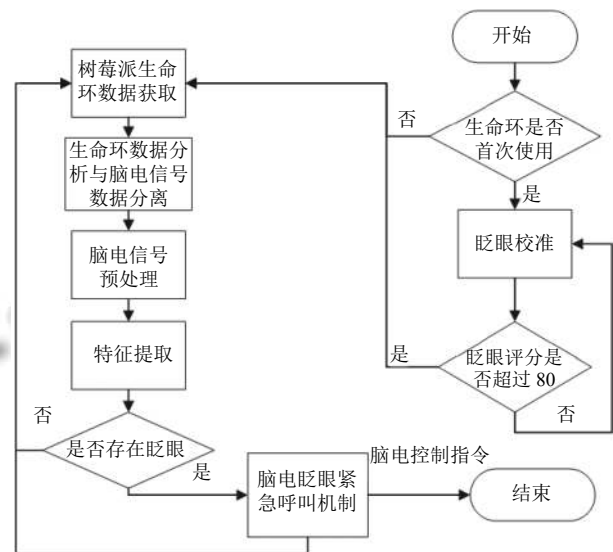 开始
生命环是否
首次使用
否
是
眨眼校准
眨眼评分是
否超过 80
是
否
树莓派生命
环数据获取
生命环数据分
析与脑电信号
数据分离
脑电信号
预处理
特征提取
否
是否存在眨眼
是
脑电眨眼紧
急呼叫机制
脑电控制指令
结束